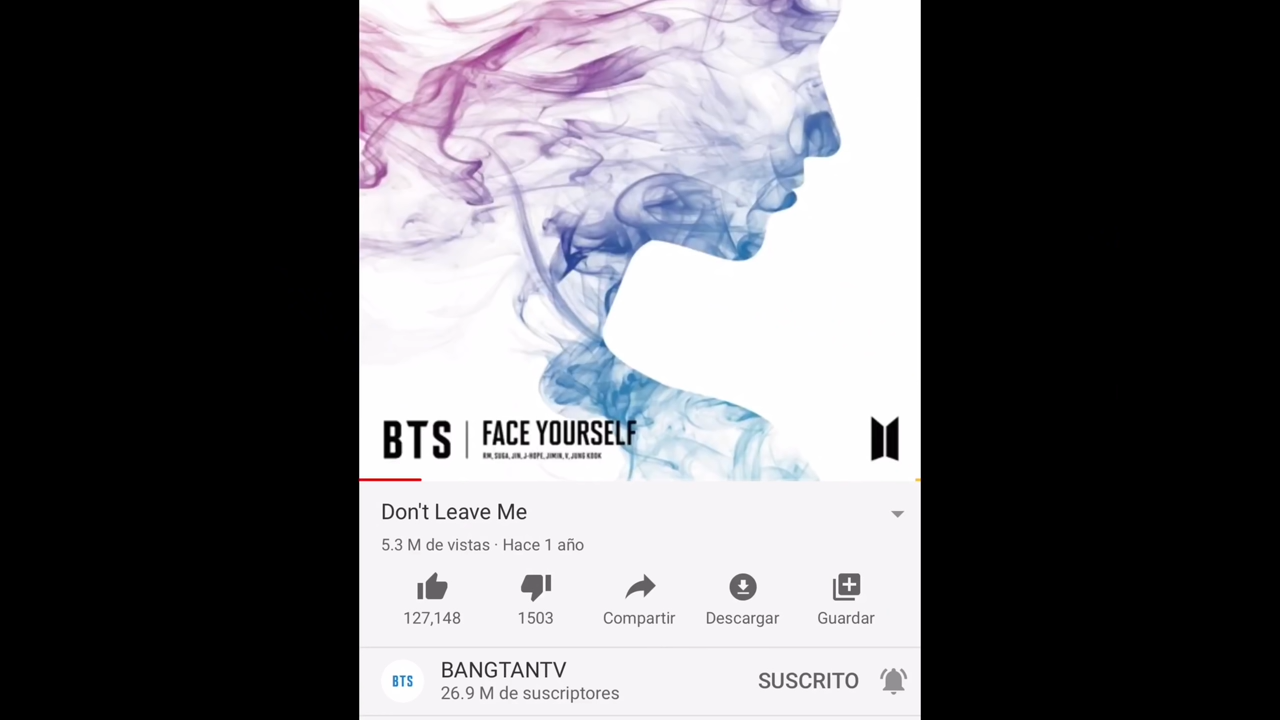 BTS | FACE YOURSELF
RM, SUGA, JIN, J-HOPE, JIMIN, V, JUNG KOOK
Don't Leave Me
5.3 M de vistas · Hace 1 año
127,148 1503 Compartir Descargar Guardar
BTS BANGTANTV SUSCRITO
26.9 M de suscriptores